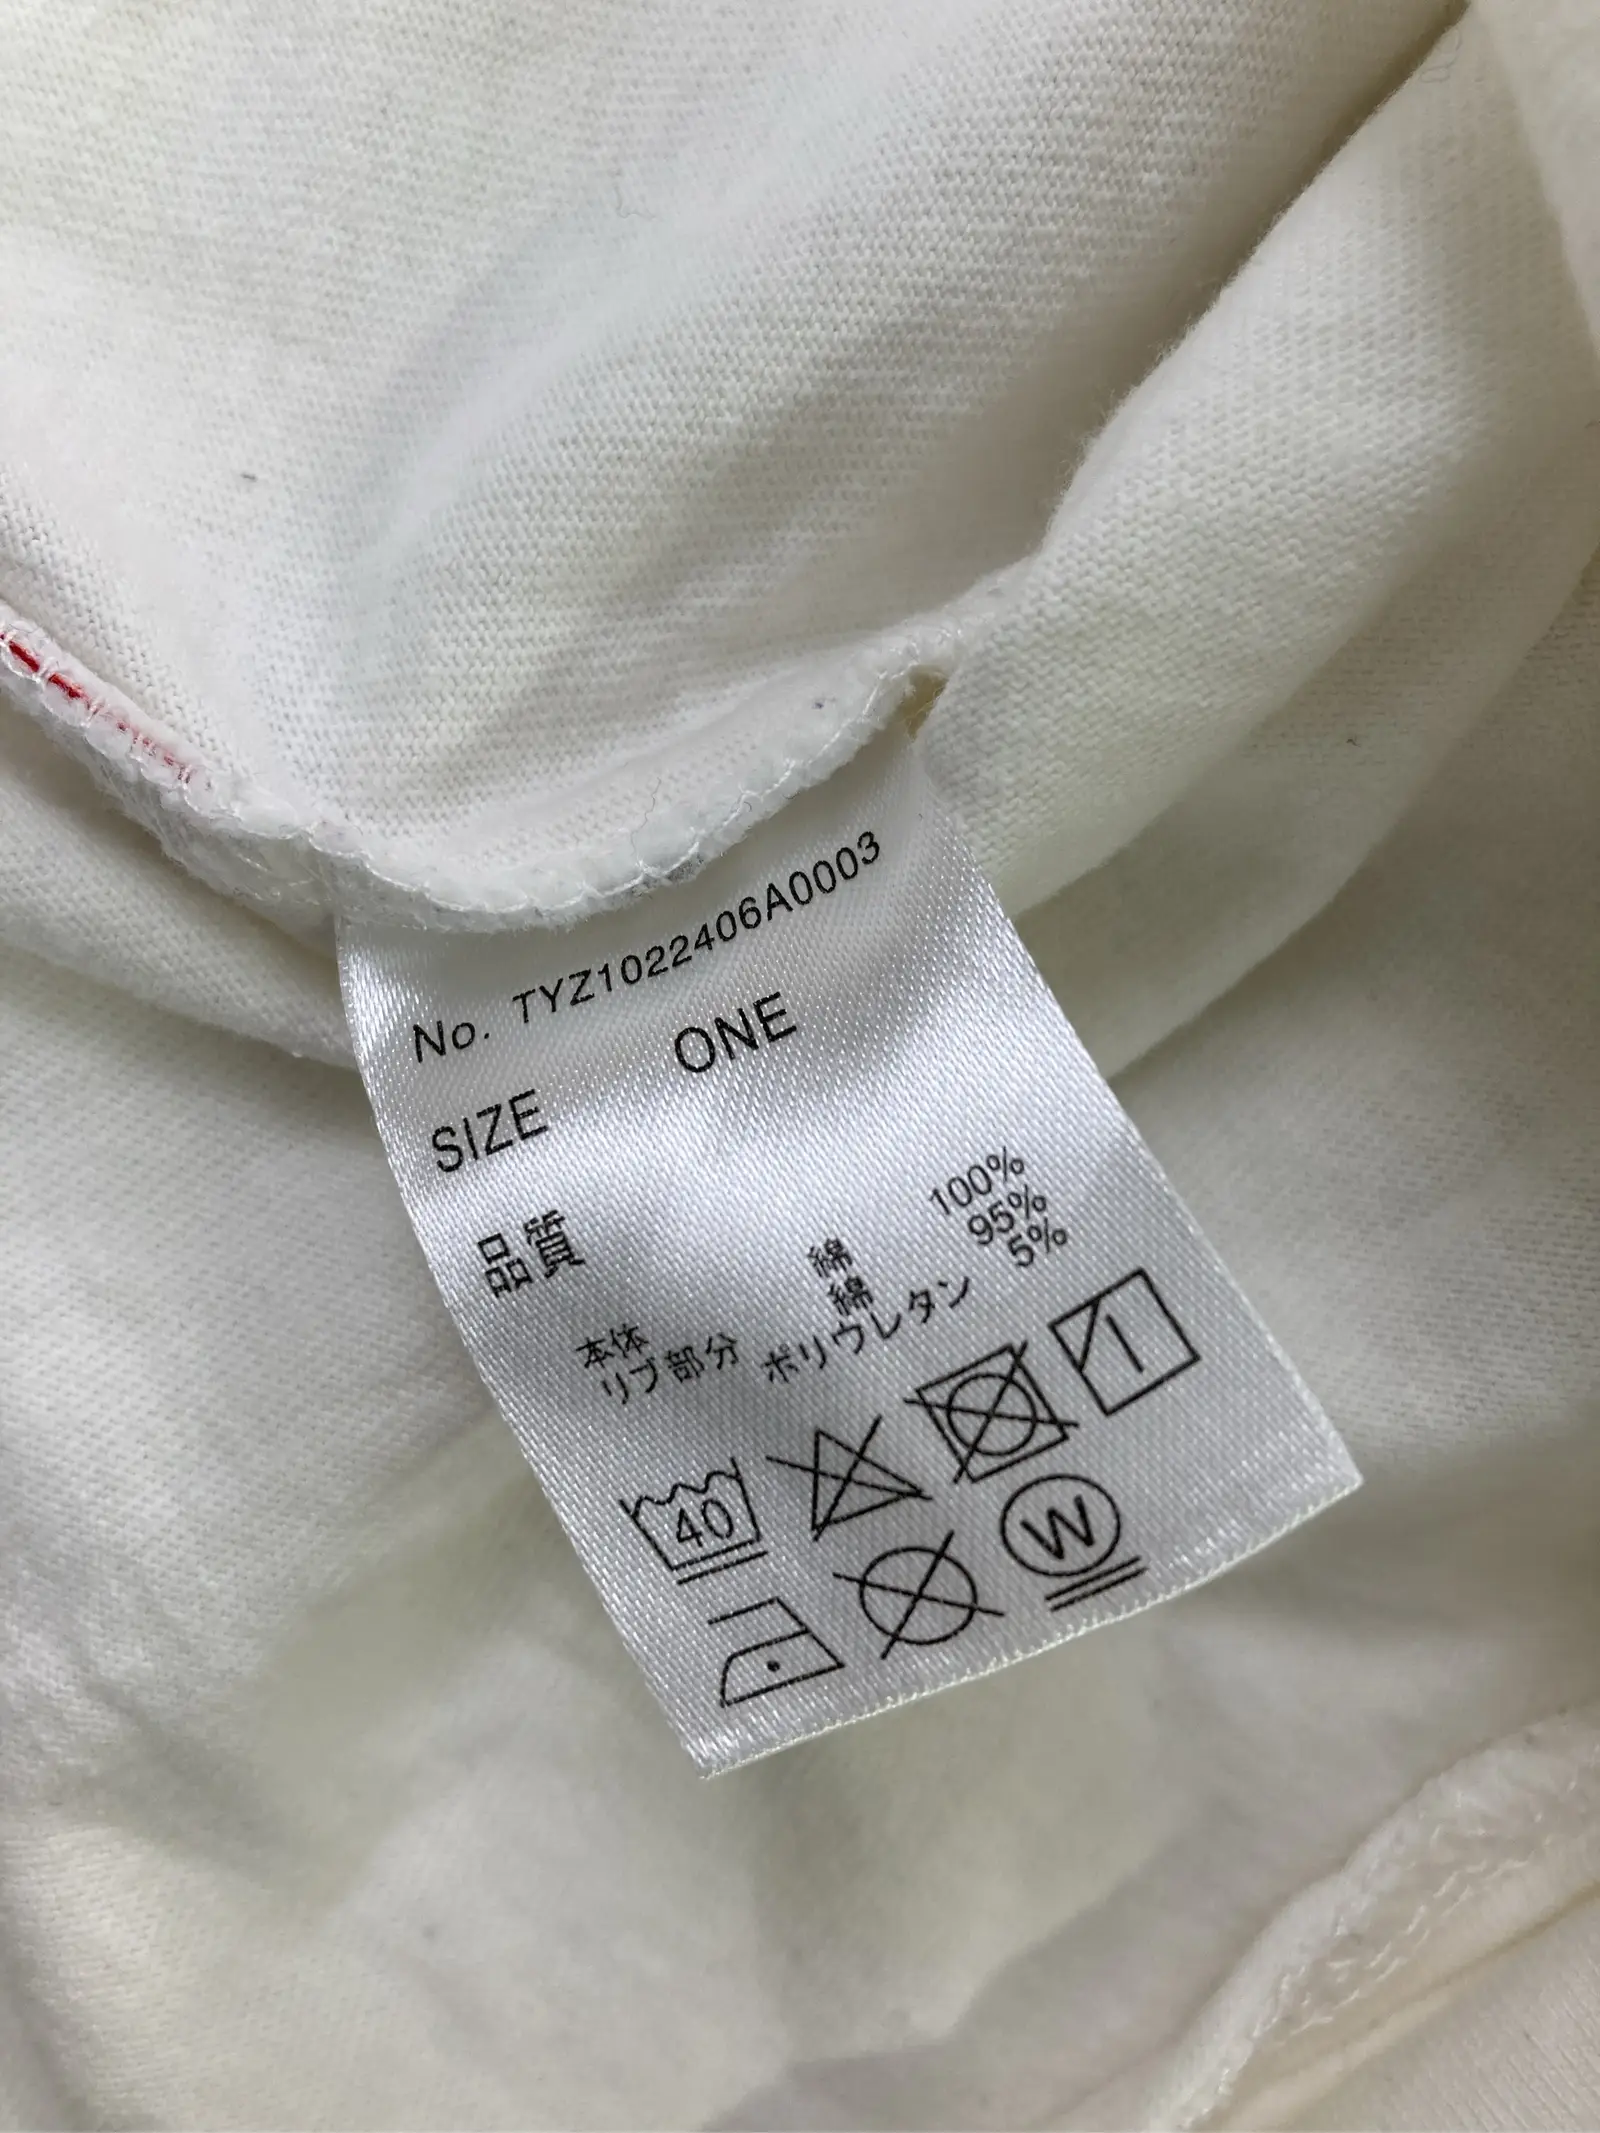 No. TYZ1022406A0003
SIZE ONE
品質
本体 綿 100%
リブ部分 綿 95%
ポリウレタン 5%
40
W